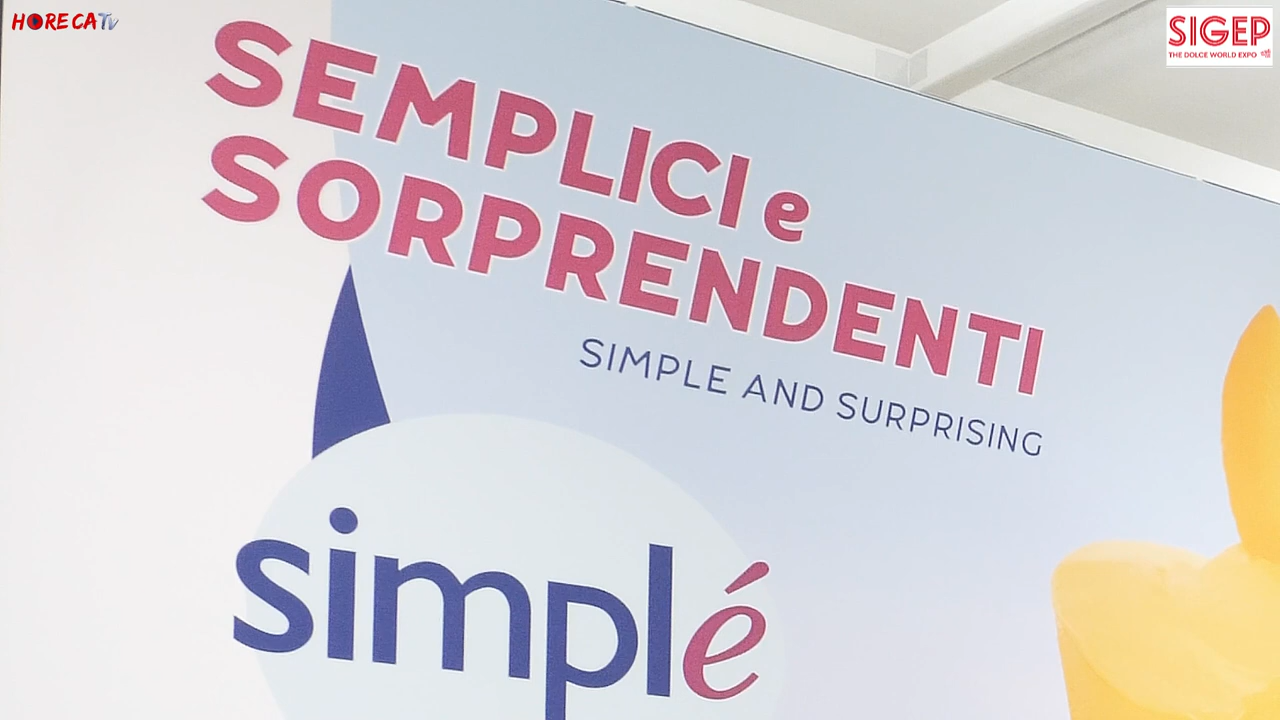 HORECATv
SIGEP
THE DOLCE WORLD EXPO
SEMPLICI e
SORPRENDENTI
SIMPLE AND SURPRISING
simplé